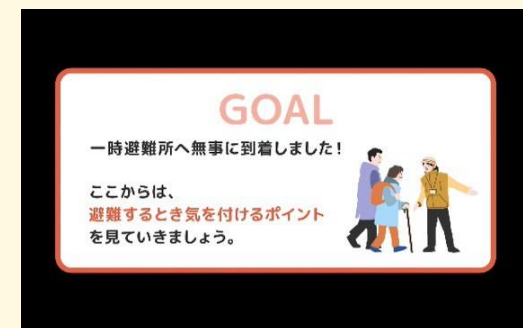 GOAL
一時避難所へ無事に到着しました！
ここからは、
避難するとき気を付けるポイント
を見ていきましょう。